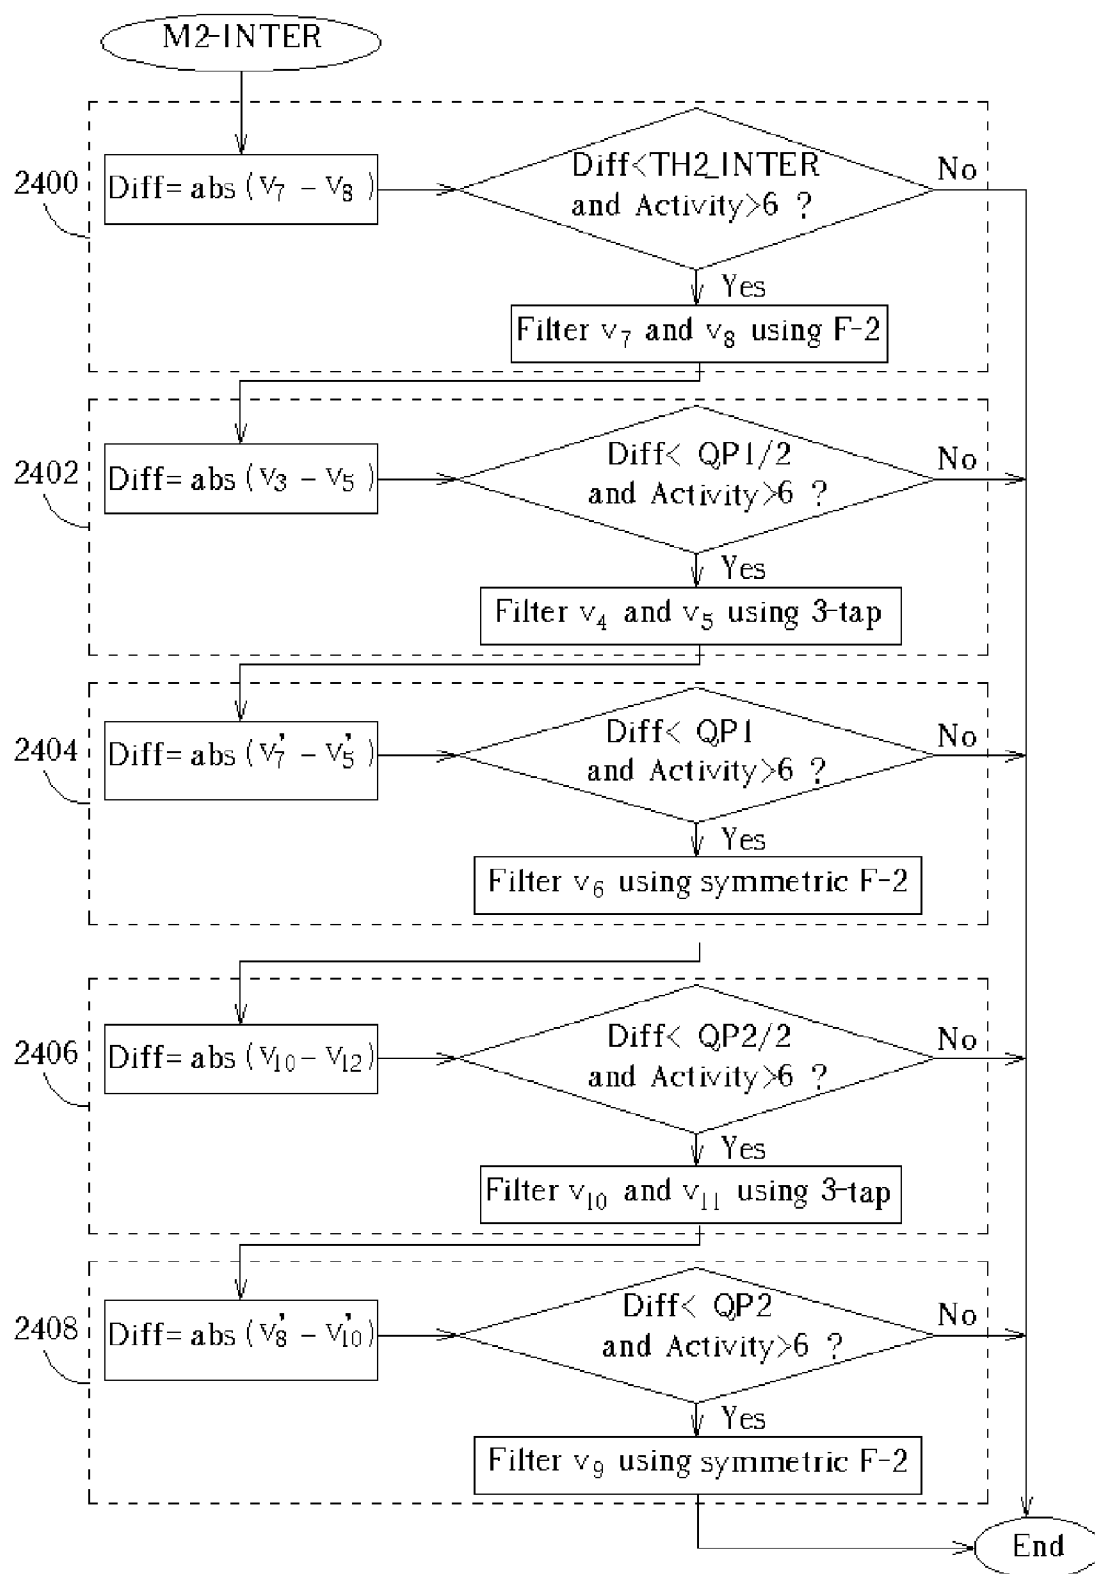 M2-INTER
2400
Diff= abs (V₇ - V₈ )
Diff<TH2_INTER
and Activity>6 ?
No
Yes
Filter v₇ and v₈ using F-2
2402
Diff= abs (V₃ - V₅ )
Diff< QP1/2
and Activity>6 ?
No
Yes
Filter v₄ and v₅ using 3-tap
2404
Diff= abs (V₇' - V₅' )
Diff< QP1
and Activity>6 ?
No
Yes
Filter v₆ using symmetric F-2
2406
Diff= abs (V₁₀ - V₁₂)
Diff< QP2/2
and Activity>6 ?
No
Yes
Filter v₁₀ and v₁₁ using 3-tap
2408
Diff= abs (V₈' - V₁₀')
Diff< QP2
and Activity>6 ?
No
Yes
Filter v₉ using symmetric F-2
End